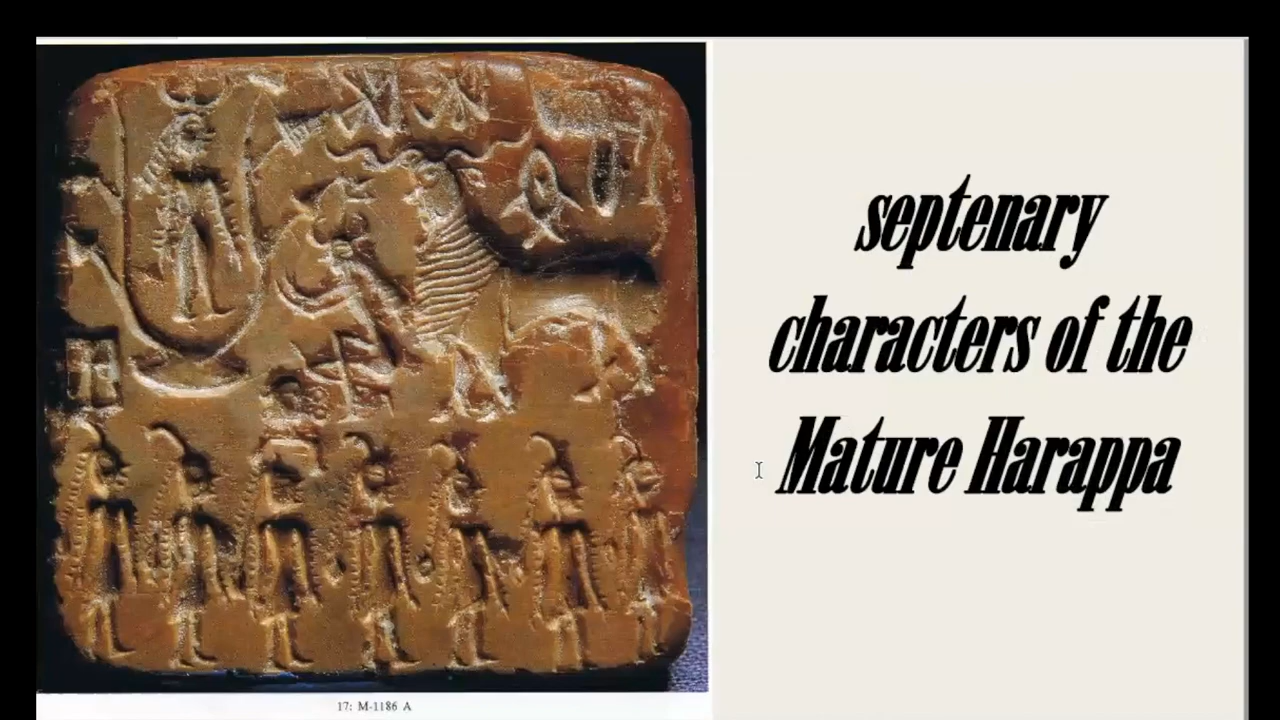 septenary
characters of the
Mature Harappa
17: M-1186 A